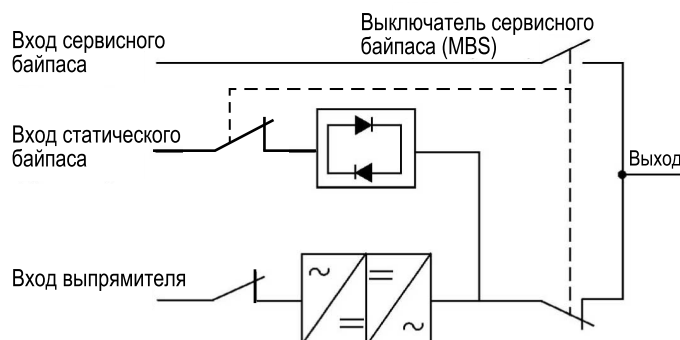 Выключатель сервисного
байпаса (MBS)
Вход сервисного
байпаса
Вход статического
байпаса
Выход
Вход выпрямителя
~
=
=
~